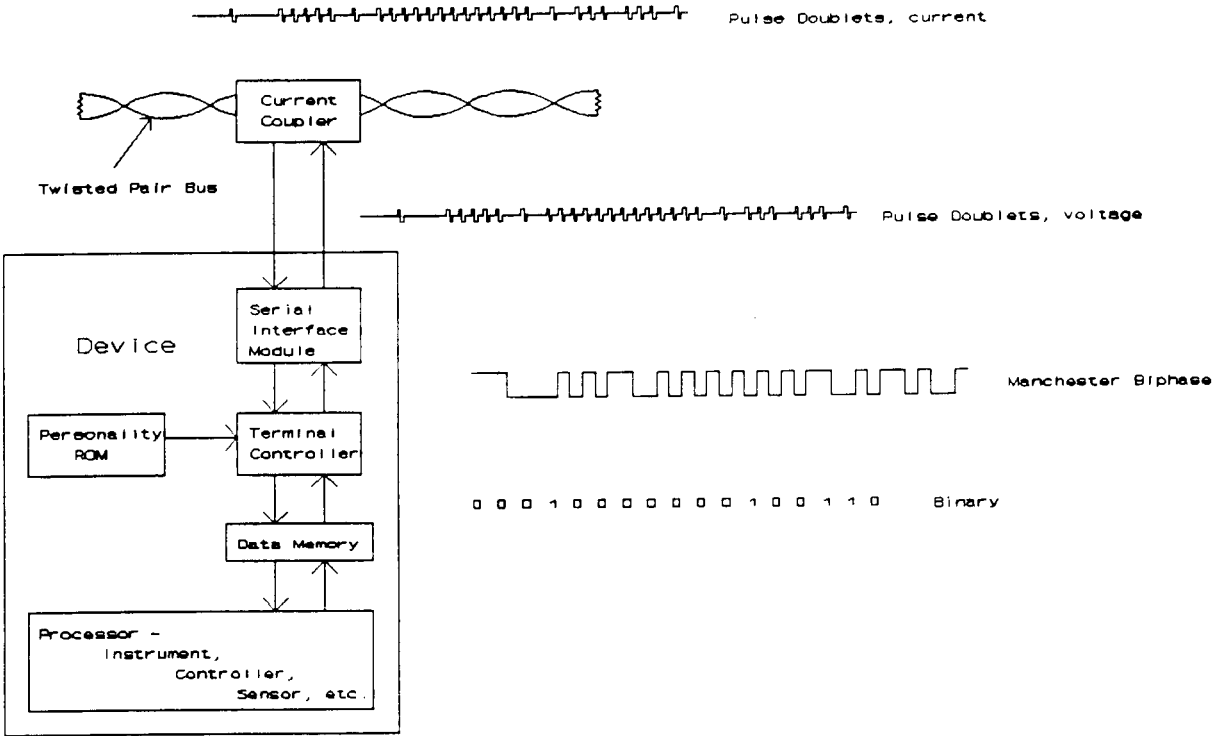 Pulse Doublets, current
Current
Coupler
Twisted Pair Bus
Pulse Doublets, voltage
Serial
Interface
Module
Device
Manchester Biphase
Personality
ROM
Terminal
Controller
0 0 0 1 0 0 0 0 0 0 0 1 0 0 1 1 0
Binary
Data Memory
Processor -
Instrument,
Controller,
Sensor, etc.